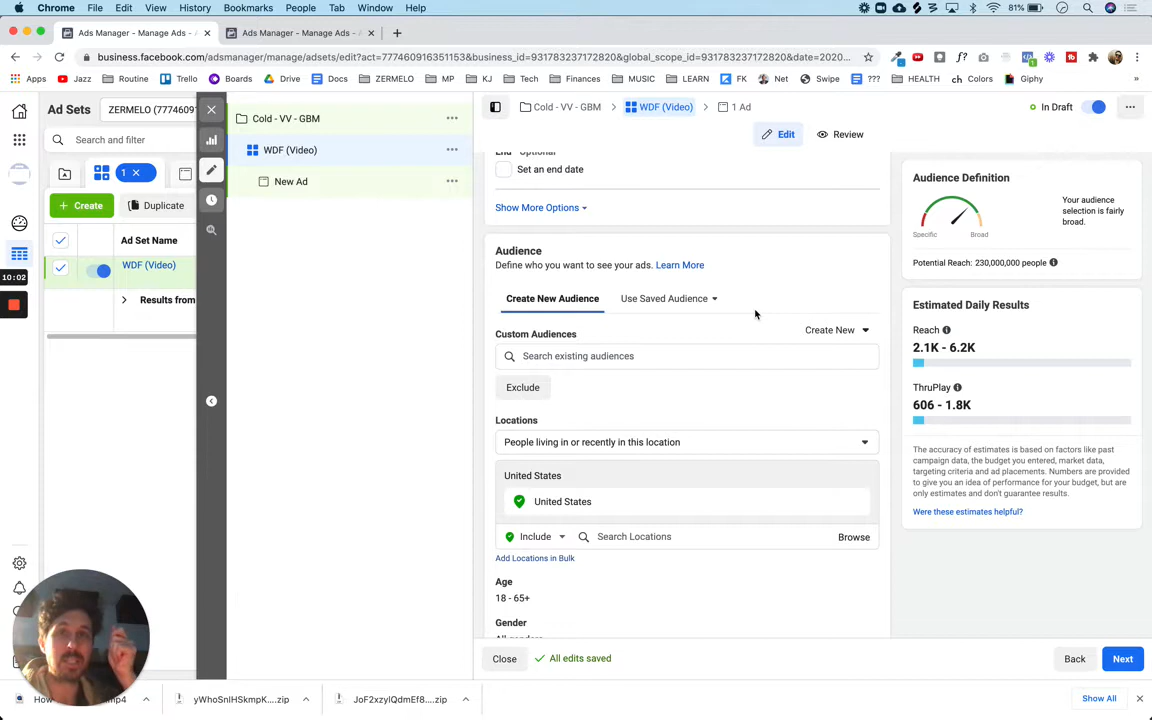 Chrome File Edit View History Bookmarks People Tab Window Help 81%
Ads Manager - Manage Ads - Ads Manager - Manage Ads -
business.facebook.com/adsmanager/manage/adsets/edit?act=77746091635115​3&business_id=931783237172820&global_scope_id=931783237172820&date=2020...
Apps Jazz Routine Trello Boards Drive Docs ZERMELO MP KJ Tech Finances MUSIC LEARN FK Net Swipe ??? HEALTH ch Colors Giphy
Ad Sets ZERMELO (77746091
Search and filter
1
Create Duplicate
Ad Set Name
WDF (Video)
Results from
10:02
Cold - VV - GBM
WDF (Video)
New Ad
Cold - VV - GBM WDF (Video) 1 Ad In Draft
Edit Review
End Optional
Set an end date
Show More Options
Audience
Define who you want to see your ads. Learn More
Create New Audience Use Saved Audience
Custom Audiences Create New
Search existing audiences
Exclude
Locations
People living in or recently in this location
United States
United States
Include Search Locations Browse
Add Locations in Bulk
Age
18 - 65+
Gender
All genders
Close All edits saved Back Next
Audience Definition
Your audience
selection is fairly
broad.
Specific Broad
Potential Reach: 230,000,000 people
Estimated Daily Results
Reach
2.1K - 6.2K
ThruPlay
606 - 1.8K
The accuracy of estimates is based on factors like past
campaign data, the budget you entered, market data,
targeting criteria and ad placements. Numbers are provided
to give you an idea of performance for your budget, but are
only estimates and don't guarantee results.
Were these estimates helpful?
yWhoSnIHSkmpK....zip JoF2xzyIQdmEf8....zip Show All